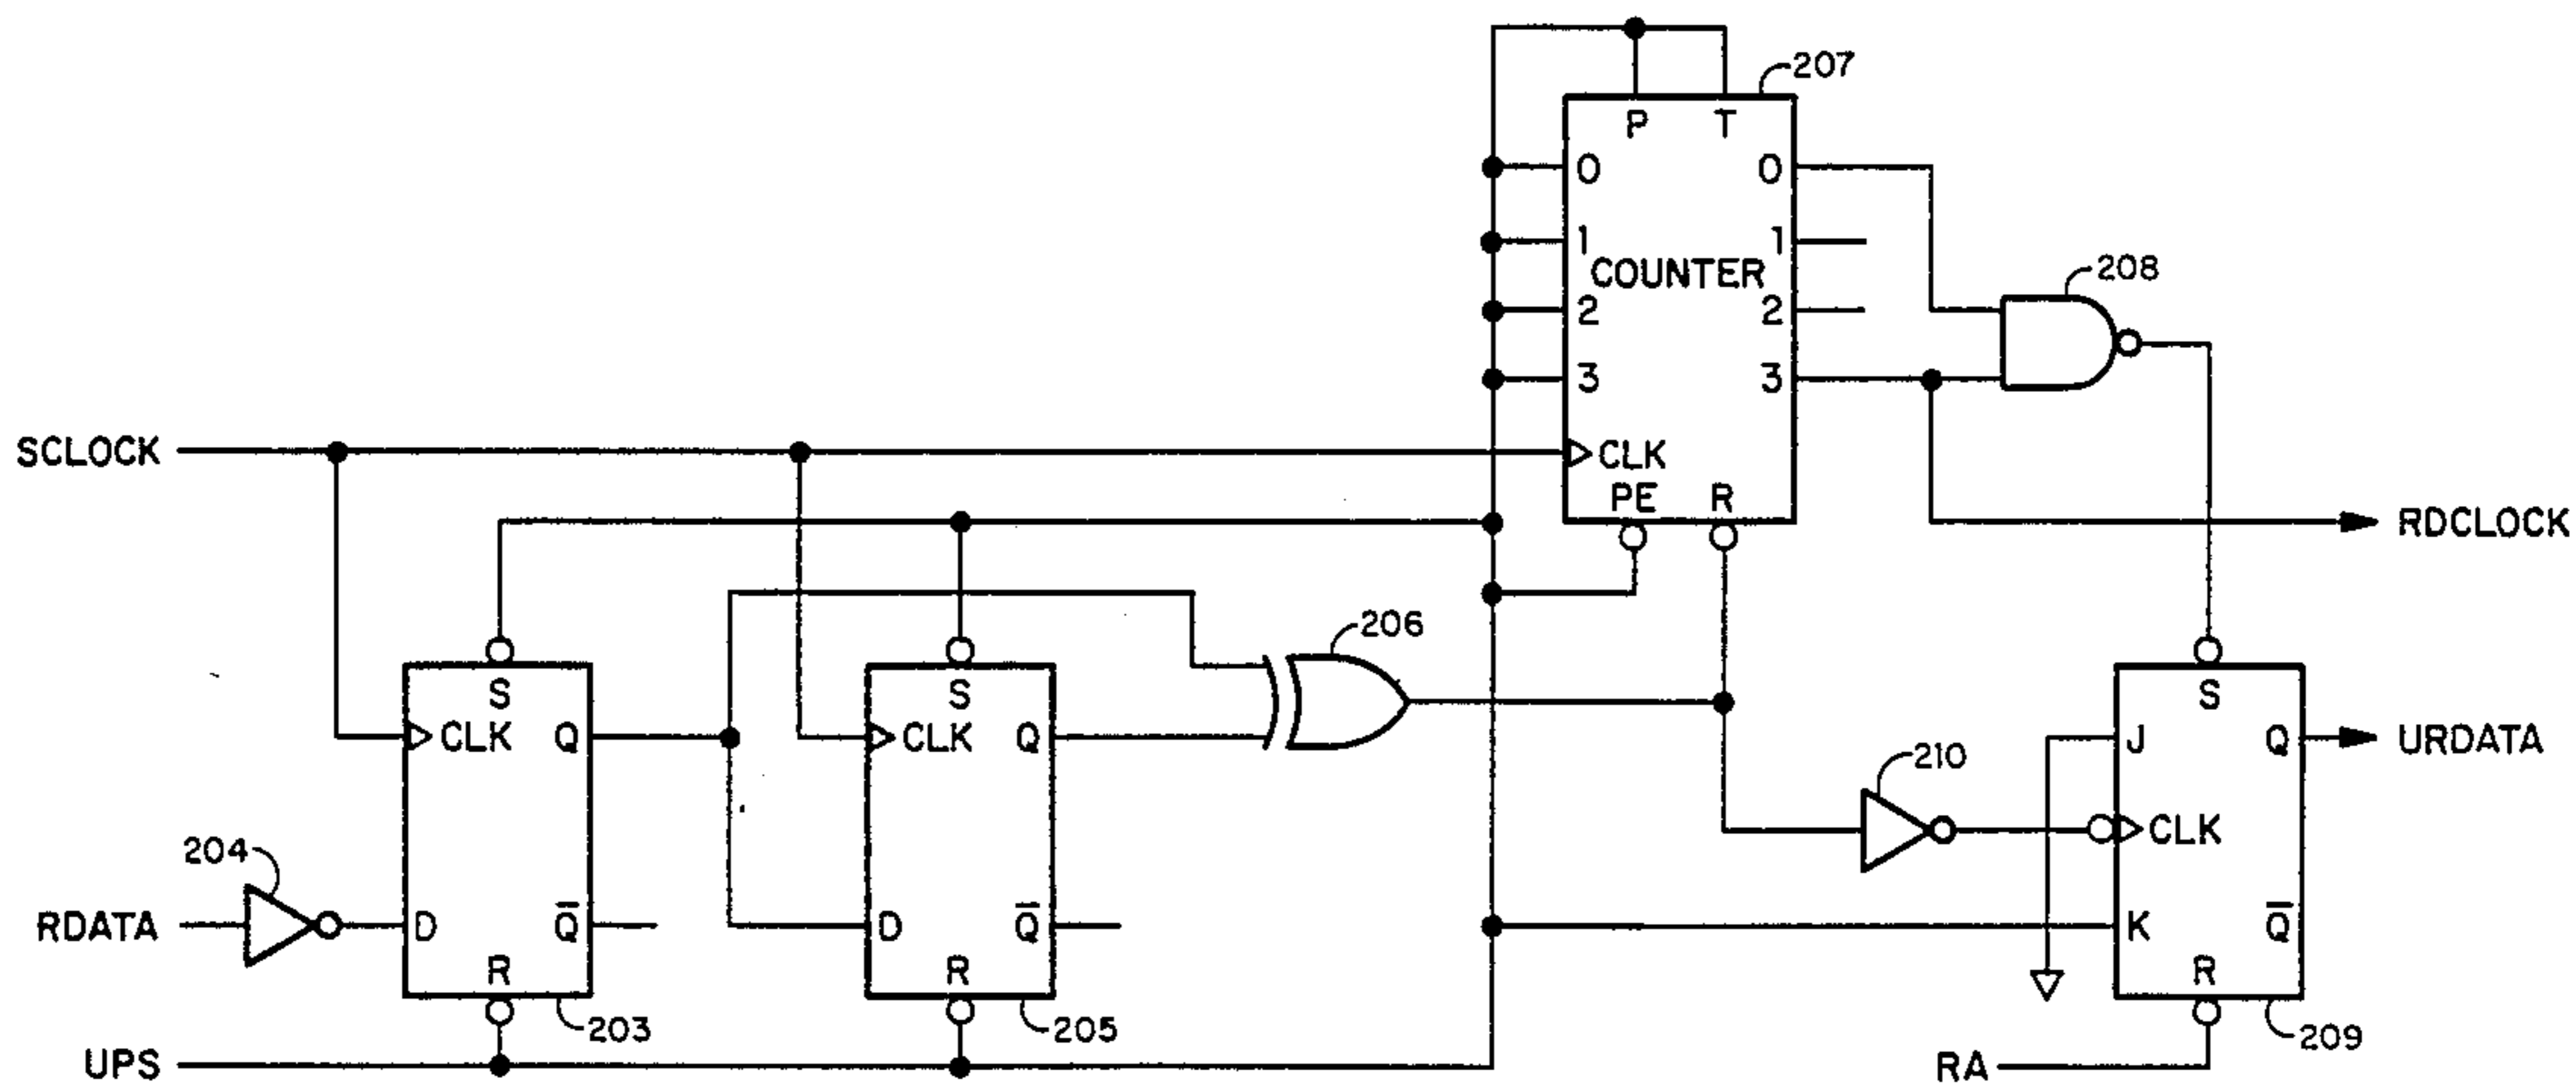 207
P T
0 0
1 1
COUNTER
208
2 2
3 3
SCLOCK
CLK
PE R
RDCLOCK
206
S S S
CLK Q CLK Q J Q URDATA
210
CLK
204
RDATA D Q̅ D Q̅ K Q̅
R R R
203 205 209
UPS RA